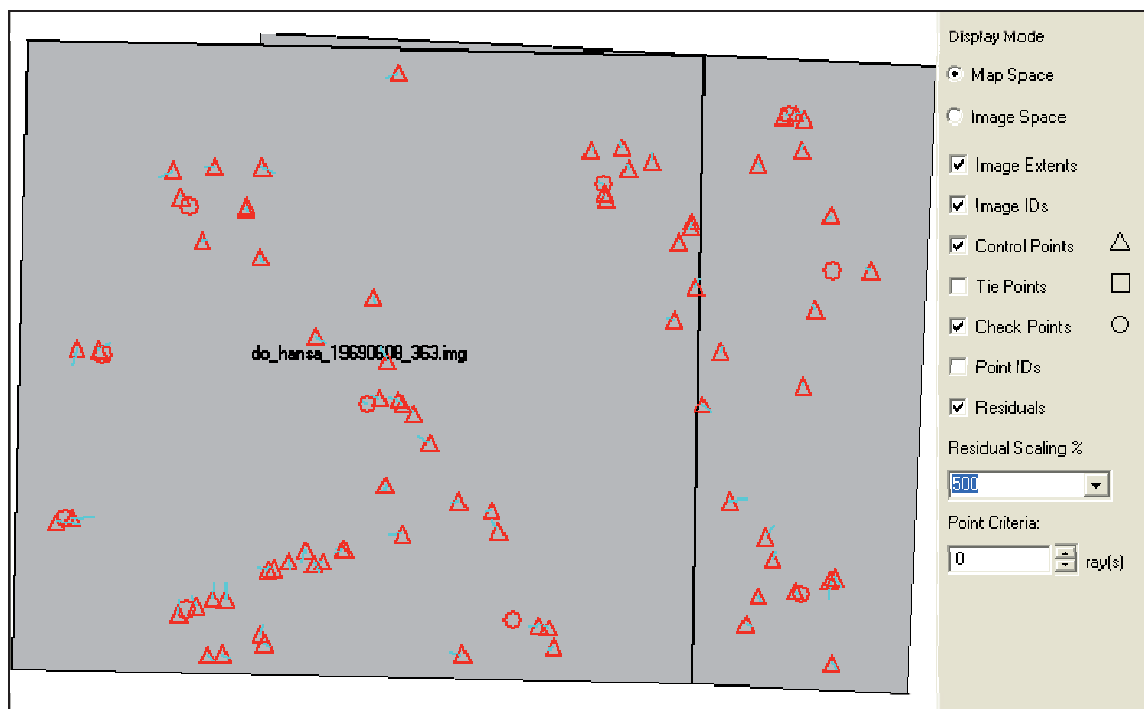 do_hansa_19690608_363.img
Display Mode
Map Space
Image Space
Image Extents
Image IDs
Control Points
Tie Points
Check Points
Point IDs
Residuals
Residual Scaling %
500
Point Criteria:
0 ray(s)